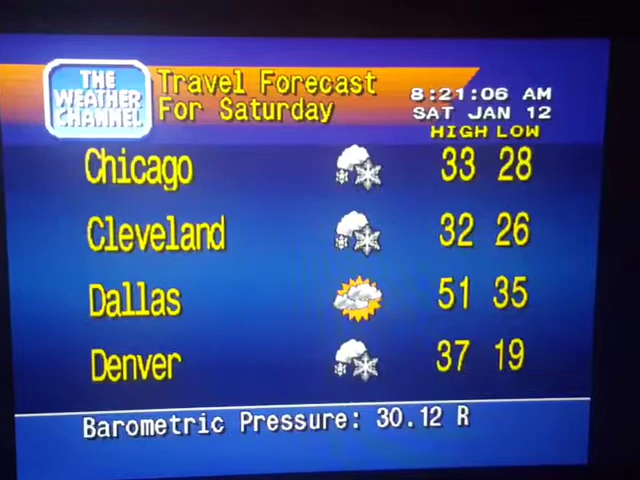 THE
WEATHER
CHANNEL
Travel Forecast
For Saturday
8:21:06 AM
SAT JAN 12
HIGH LOW
Chicago 33 28
Cleveland 32 26
Dallas 51 35
Denver 37 19
Barometric Pressure: 30.12 R